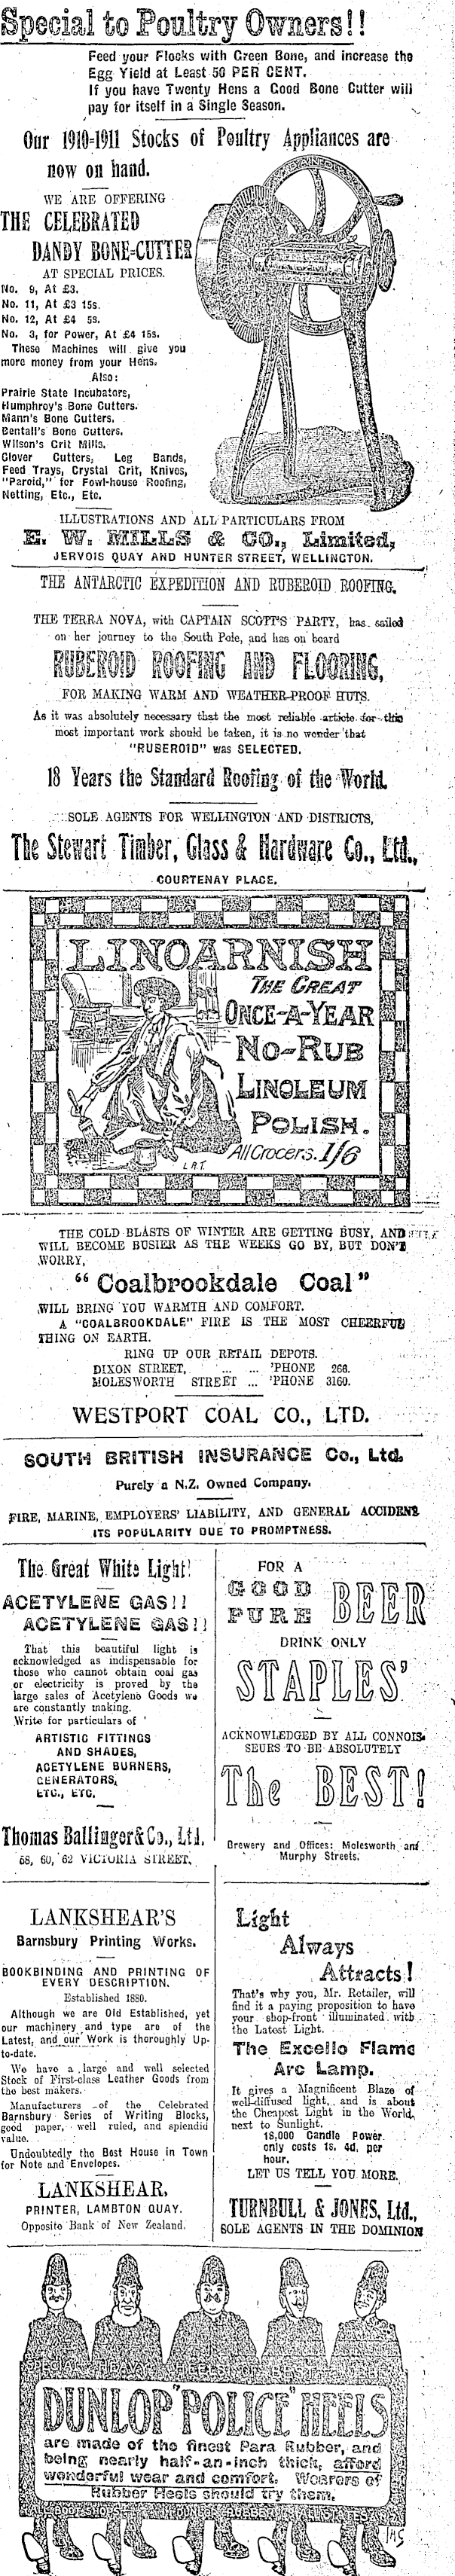 Special to Poultry Owners!!
Feed your Flocks with Green Bone, and increase the
Egg Yield at Least 50 PER CENT.
If you have Twenty Hens a Good Bone Cutter will
pay for itself in a Single Season.
Our 1910-1911 Stocks of Poultry Appliances are
now on hand.
WE ARE OFFERING
THE CELEBRATED
DANDY BONE-CUTTER
AT SPECIAL PRICES.
No. 9, At £3.
No. 11, At £3 15s.
No. 12, At £4 5s.
No. 3, for Power, At £4 15s.
These Machines will give you
more money from your Hens.
Also:
Prairie State Incubators,
Humphroy's Bone Cutters.
Mann's Bone Cutters.
Bentall's Bone Cutters,
Wilson's Grit Mills.
Clover Cutters, Leg Bands,
Feed Trays, Crystal Grit, Knives,
"Paroid," for Fowl-house Roofing,
Netting, Etc., Etc.
ILLUSTRATIONS AND ALL PARTICULARS FROM
E. W. MILLS & CO., Limited,
JERVOIS QUAY AND HUNTER STREET, WELLINGTON.
THE ANTARCTIC EXPEDITION AND RUBEROID ROOFING.
THE TERRA NOVA, with CAPTAIN SCOTT'S PARTY, has sailed
on her journey to the South Pole, and has on board
RUBEROID ROOFING AND FLOORING,
FOR MAKING WARM AND WEATHER-PROOF HUTS.
As it was absolutely necessary that the most reliable article for this
most important work should be taken, it is no wonder that
"RUBEROID" was SELECTED.
18 Years the Standard Roofing of the World.
SOLE AGENTS FOR WELLINGTON AND DISTRICTS,
The Stewart Timber, Glass & Hardware Co., Ltd.,
COURTENAY PLACE.
LINOARNISH
THE GREAT
ONCE-A-YEAR
NO-RUB
LINOLEUM
POLISH.
All Grocers. 1/6
L.R.T.
THE COLD BLASTS OF WINTER ARE GETTING BUSY, AND
WILL BECOME BUSIER AS THE WEEKS GO BY, BUT DON'T
WORRY,
"Coalbrookdale Coal"
WILL BRING YOU WARMTH AND COMFORT.
A "COALBROOKDALE" FIRE IS THE MOST CHEERFUL
THING ON EARTH.
RING UP OUR RETAIL DEPOTS.
DIXON STREET, ... ... 'PHONE 266.
MOLESWORTH STREET ... 'PHONE 3160.
WESTPORT COAL CO., LTD.
SOUTH BRITISH INSURANCE Co., Ltd.
Purely a N.Z. Owned Company.
FIRE, MARINE, EMPLOYERS' LIABILITY, AND GENERAL ACCIDENT
ITS POPULARITY DUE TO PROMPTNESS.
The Great White Light!
ACETYLENE GAS!!
ACETYLENE GAS!!
That this beautiful light is
acknowledged as indispensable for
those who cannot obtain coal gas
or electricity is proved by the
large sales of Acetylene Goods we
are constantly making.
Write for particulars of
ARTISTIC FITTINGS
AND SHADES,
ACETYLENE BURNERS,
GENERATORS,
ETC., ETC.
Thomas Ballinger & Co., Ltd.
58, 60, 62 VICTORIA STREET.
FOR A
GOOD
PURE
BEER
DRINK ONLY
STAPLES'
ACKNOWLEDGED BY ALL CONNOIS-
SEURS TO BE ABSOLUTELY
The BEST!
Brewery and Offices: Molesworth and
Murphy Streets.
LANKSHEAR'S
Barnsbury Printing Works.
BOOKBINDING AND PRINTING OF
EVERY DESCRIPTION.
Established 1880.
Although we are Old Established, yet
our machinery and type are of the
Latest, and our Work is thoroughly Up-
to-date.
We have a large and well selected
Stock of First-class Leather Goods from
the best makers.
Manufacturers of the Celebrated
Barnsbury Series of Writing Blocks,
good paper, well ruled, and splendid
value.
Undoubtedly the Best House in Town
for Note and Envelopes.
LANKSHEAR,
PRINTER, LAMBTON QUAY.
Opposite Bank of New Zealand.
Light
Always
Attracts!
That's why you, Mr. Retailer, will
find it a paying proposition to have
your shop-front illuminated with
the Latest Light.
The Excello Flame
Arc Lamp.
It gives a Magnificent Blaze of
well-diffused light, and is about
the Cheapest Light in the World,
next to Sunlight.
18,000 Candle Power
only costs 1s. 4d. per
hour.
LET US TELL YOU MORE.
TURNBULL & JONES, Ltd.,
SOLE AGENTS IN THE DOMINION
DUNLOP "POLICE" HEELS
are made of the finest Para Rubber, and
being nearly half-an-inch thick, afford
wonderful wear and comfort. Wearers of
Rubber Heels should try them.